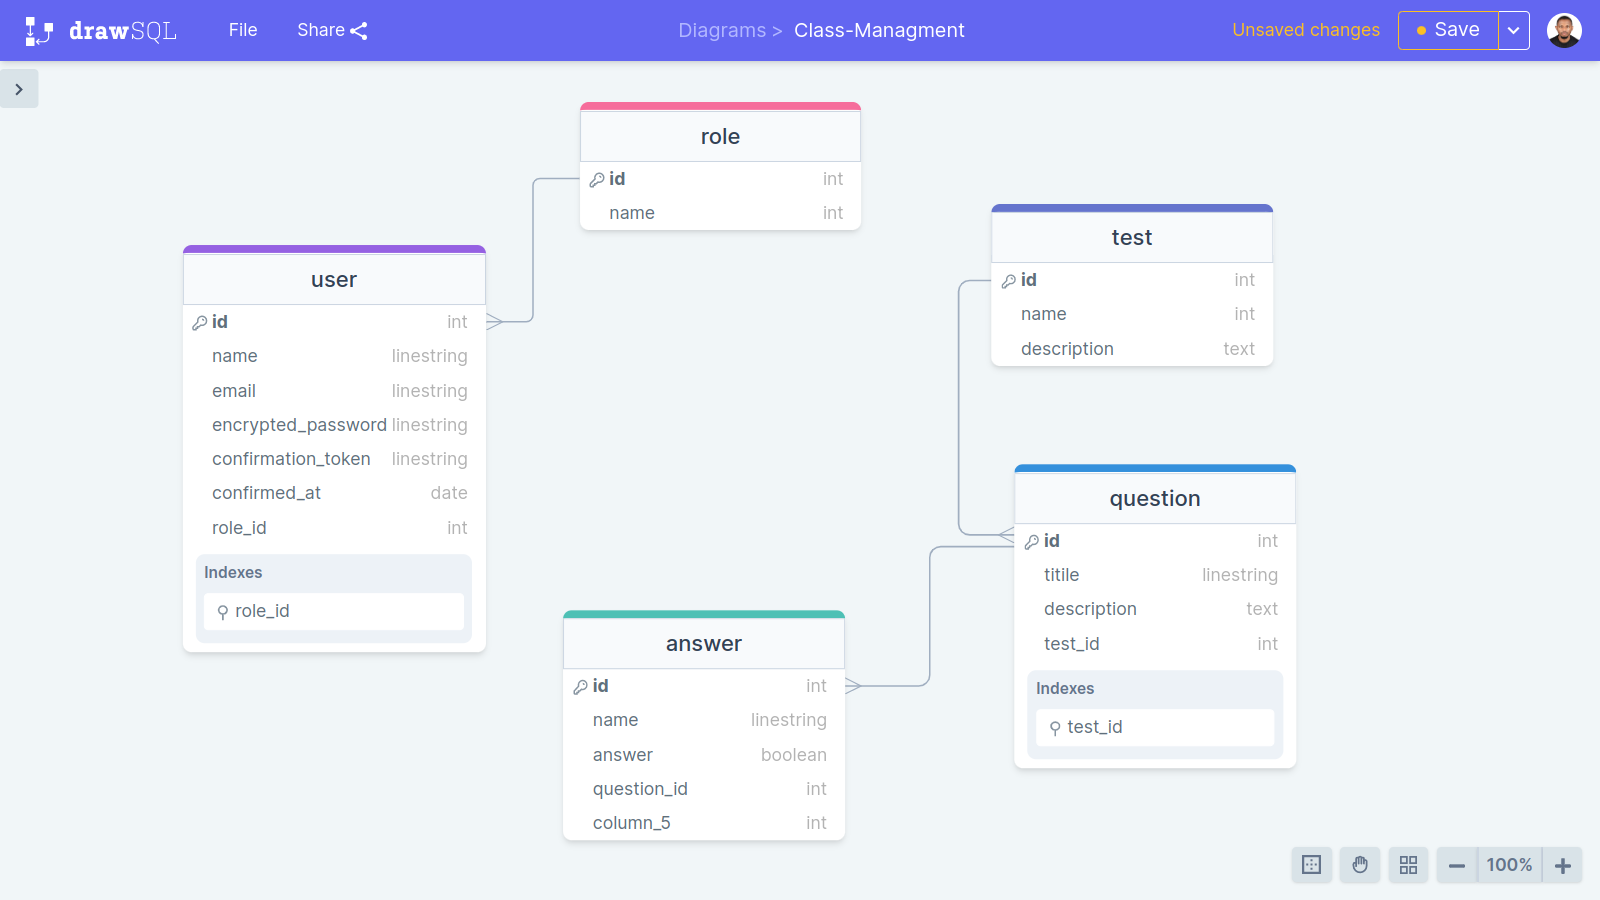 drawSQL File Share Diagrams > Class-Managment Unsaved changes Save
role
id int
name int
user
id int
name linestring
email linestring
encrypted_password linestring
confirmation_token linestring
confirmed_at date
role_id int
Indexes
role_id
test
id int
name int
description text
answer
id int
name linestring
answer boolean
question_id int
column_5 int
question
id int
titile linestring
description text
test_id int
Indexes
test_id
100%